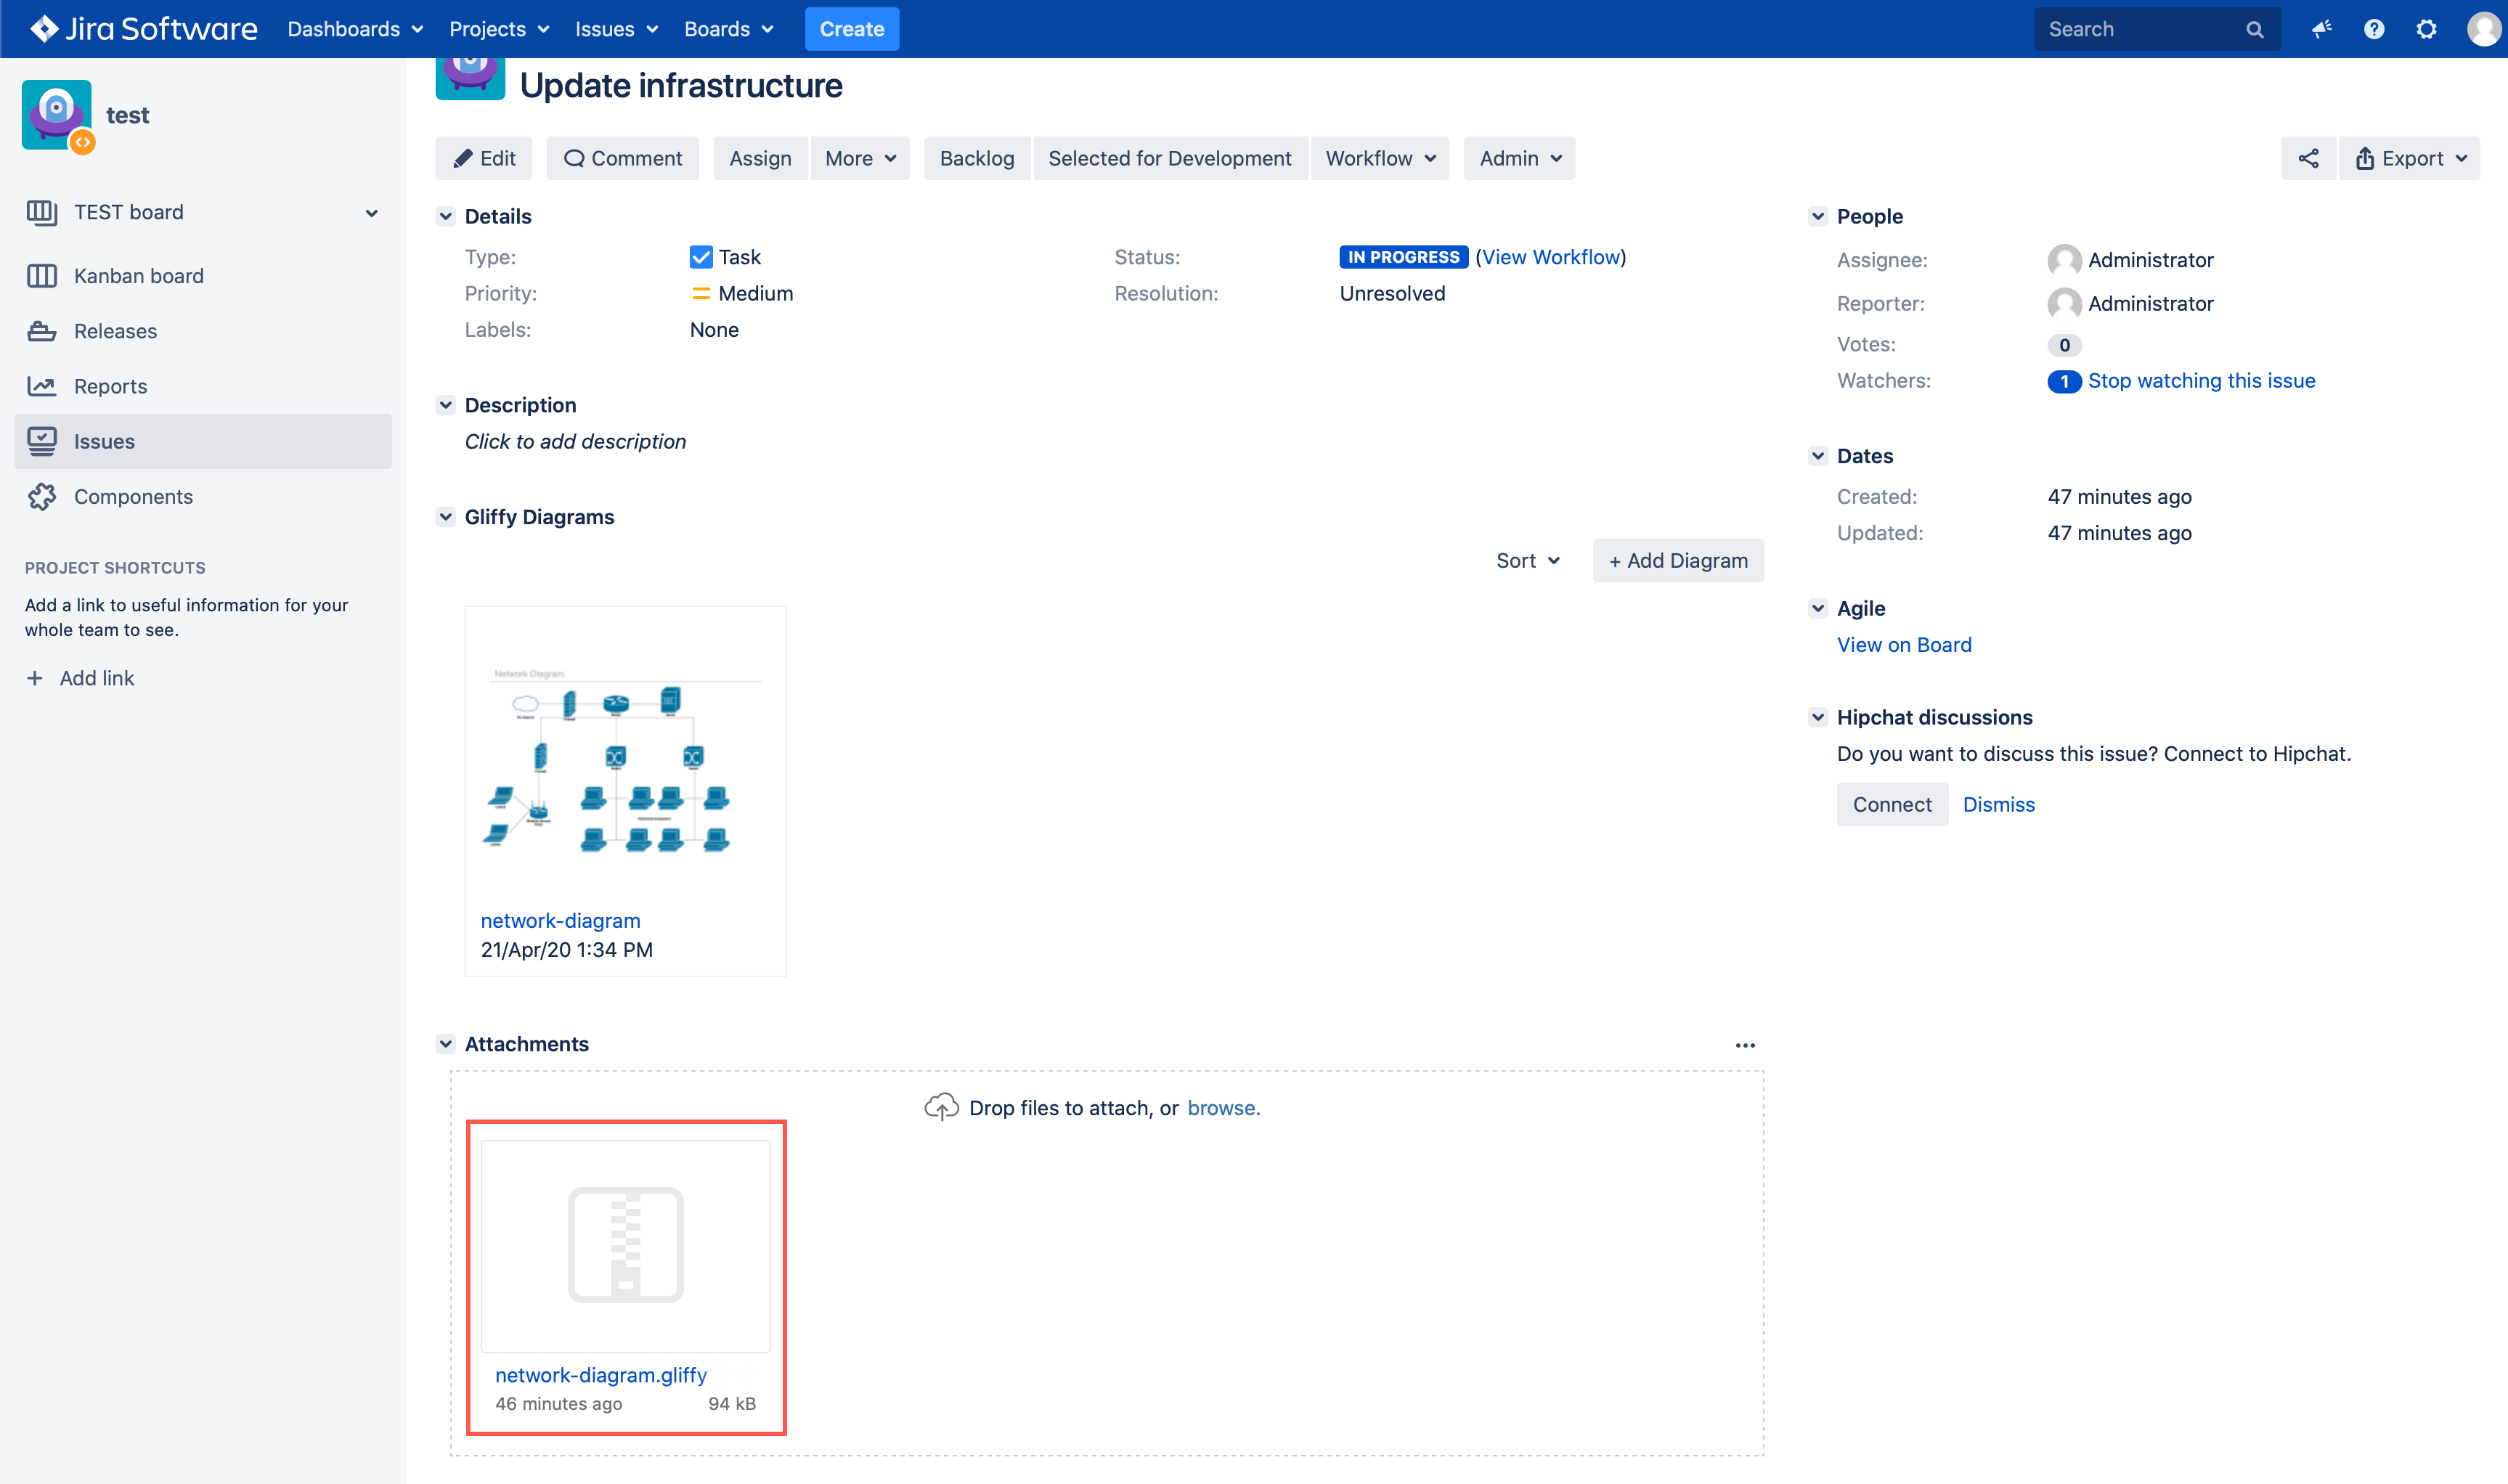 Jira Software Dashboards Projects Issues Boards Create Search
test
TEST board
Kanban board
Releases
Reports
Issues
Components
PROJECT SHORTCUTS
Add a link to useful information for your
whole team to see.
+ Add link
Update infrastructure
Edit Comment Assign More Backlog Selected for Development Workflow Admin Export
Details
Type: Task Status: IN PROGRESS (View Workflow)
Priority: Medium Resolution: Unresolved
Labels: None
Description
Click to add description
Gliffy Diagrams
Sort + Add Diagram
Network Diagram
network-diagram
21/Apr/20 1:34 PM
Attachments
Drop files to attach, or browse.
network-diagram.gliffy
46 minutes ago 94 kB
People
Assignee: Administrator
Reporter: Administrator
Votes: 0
Watchers: 1 Stop watching this issue
Dates
Created: 47 minutes ago
Updated: 47 minutes ago
Agile
View on Board
Hipchat discussions
Do you want to discuss this issue? Connect to Hipchat.
Connect Dismiss